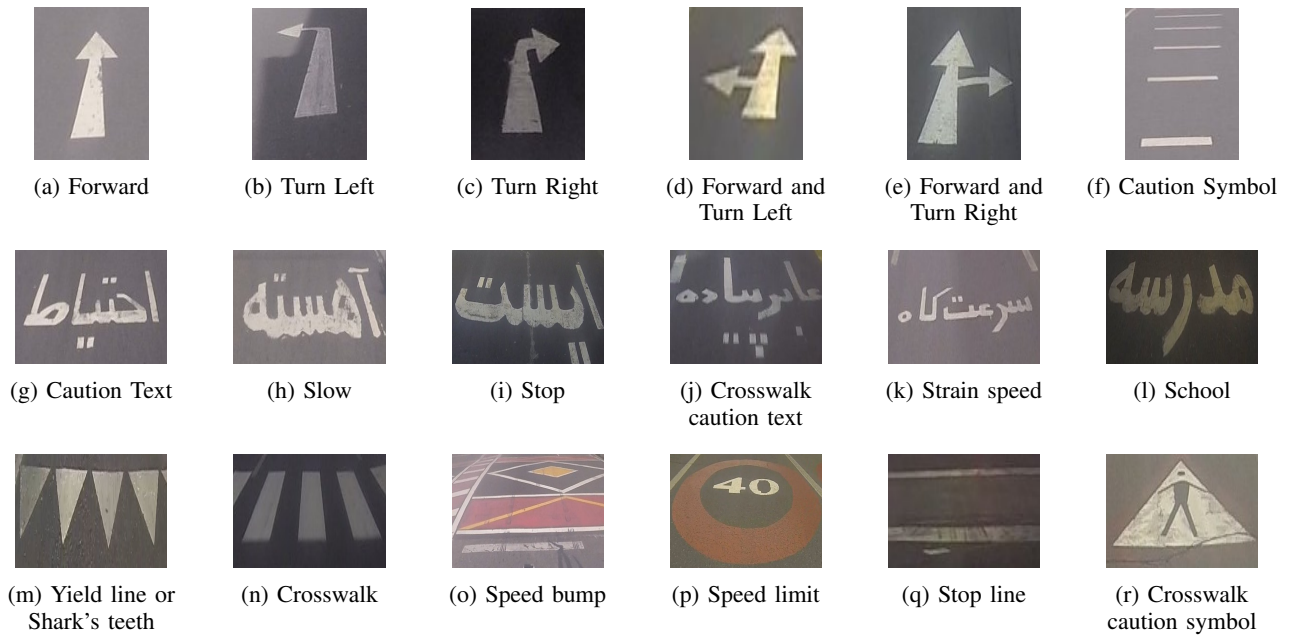 (a) Forward
(b) Turn Left
(c) Turn Right
(d) Forward and
Turn Left
(e) Forward and
Turn Right
(f) Caution Symbol
احتیاط
(g) Caution Text
آهسته
(h) Slow
ایست
(i) Stop
عابر پیاده
(j) Crosswalk
caution text
سرعت کاه
(k) Strain speed
مدرسه
(l) School
(m) Yield line or
Shark's teeth
(n) Crosswalk
(o) Speed bump
40
(p) Speed limit
(q) Stop line
(r) Crosswalk
caution symbol